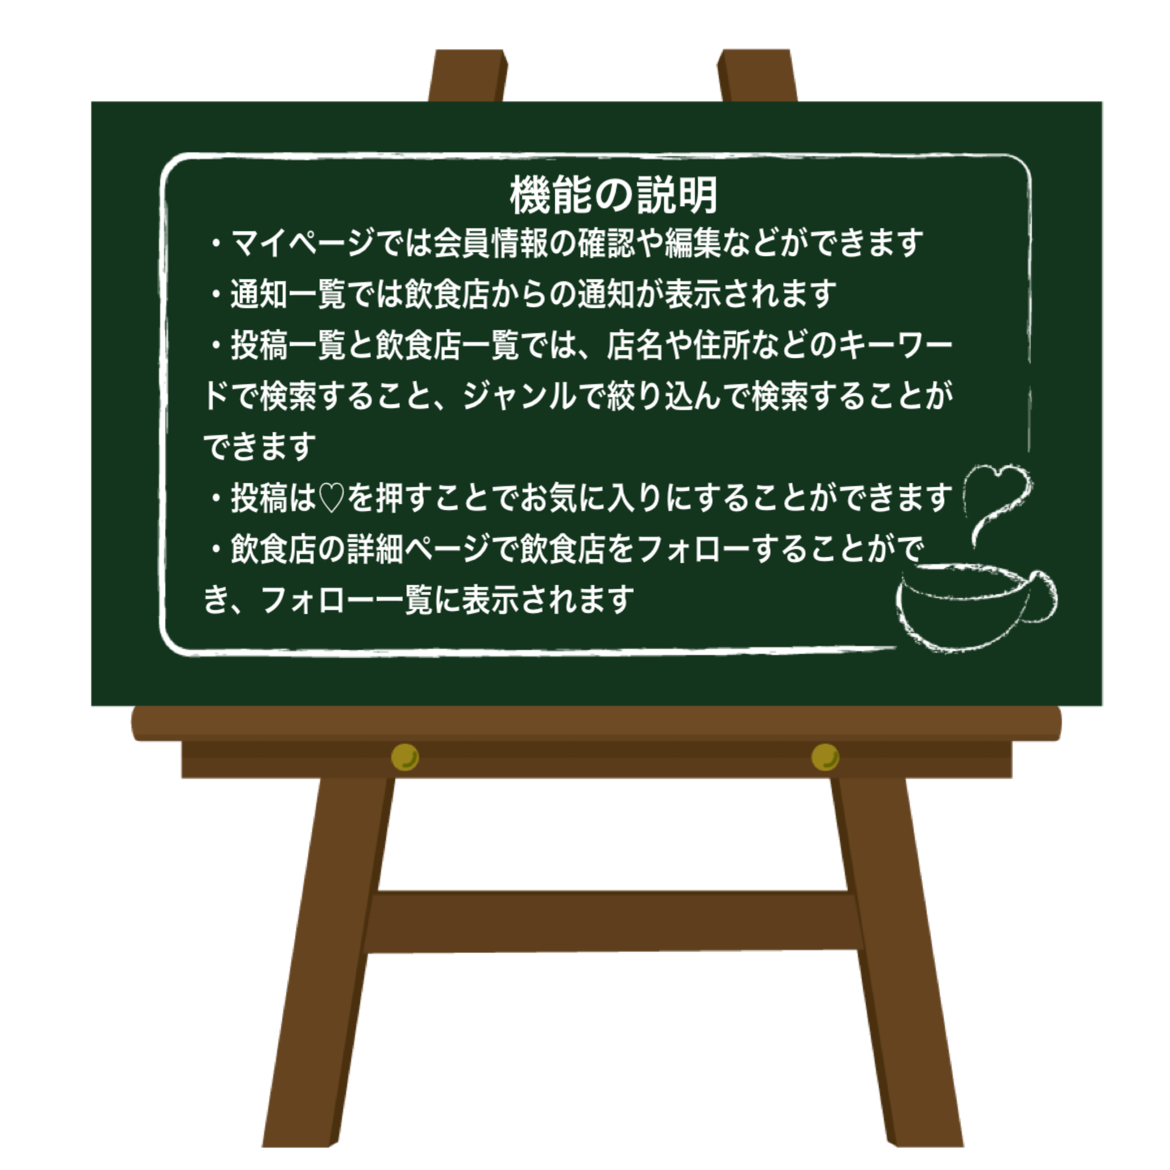 機能の説明
・マイページでは会員情報の確認や編集などができます
・通知一覧では飲食店からの通知が表示されます
・投稿一覧と飲食店一覧では、店名や住所などのキーワー
ドで検索すること、ジャンルで絞り込んで検索することが
できます
・投稿は♡を押すことでお気に入りにすることができます
・飲食店の詳細ページで飲食店をフォローすることがで
き、フォロー一覧に表示されます